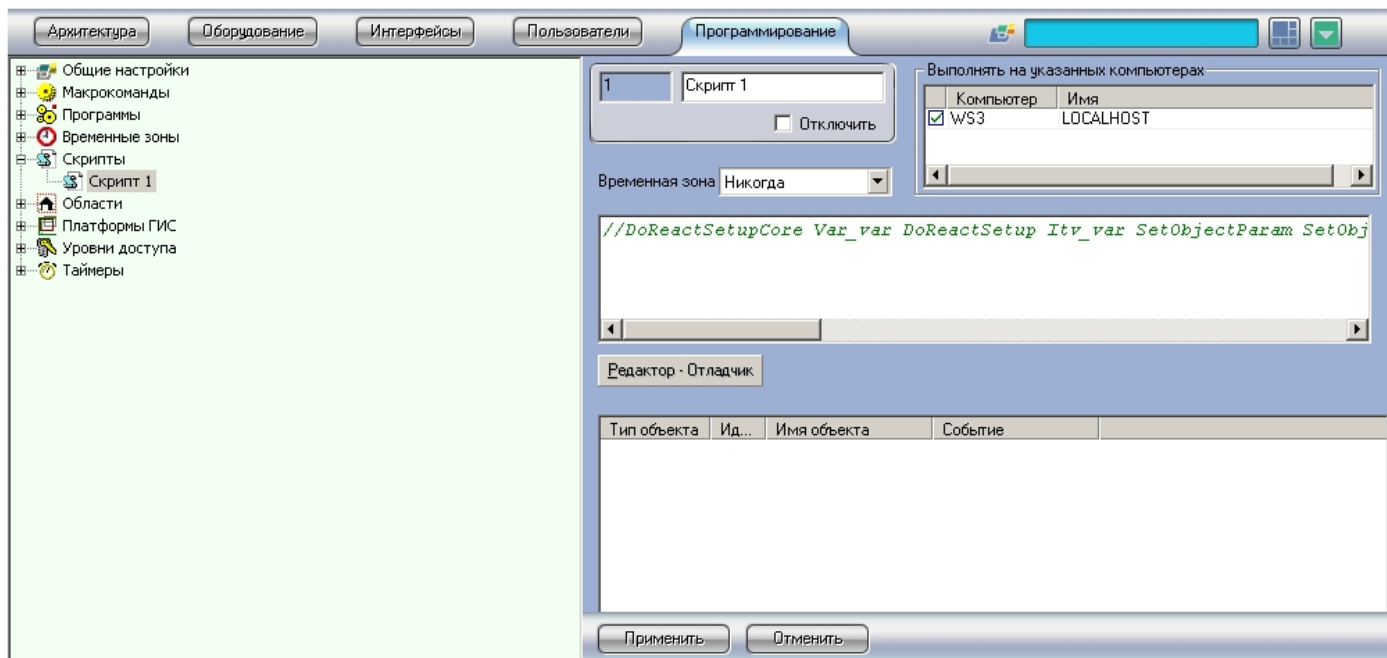 Архитектура Оборудование Интерфейсы Пользователи Программирование
Общие настройки
Макрокоманды
Программы
Временные зоны
Скрипты
Скрипт 1
Области
Платформы ГИС
Уровни доступа
Таймеры
1 Скрипт 1
Отключить
Временная зона Никогда
Выполнять на указанных компьютерах
Компьютер Имя
WS3 LOCALHOST
//DoReactSetupCore Var_var DoReactSetup Itv_var SetObjectParam SetObj
Редактор - Отладчик
Тип объекта Ид... Имя объекта Событие
Применить Отменить